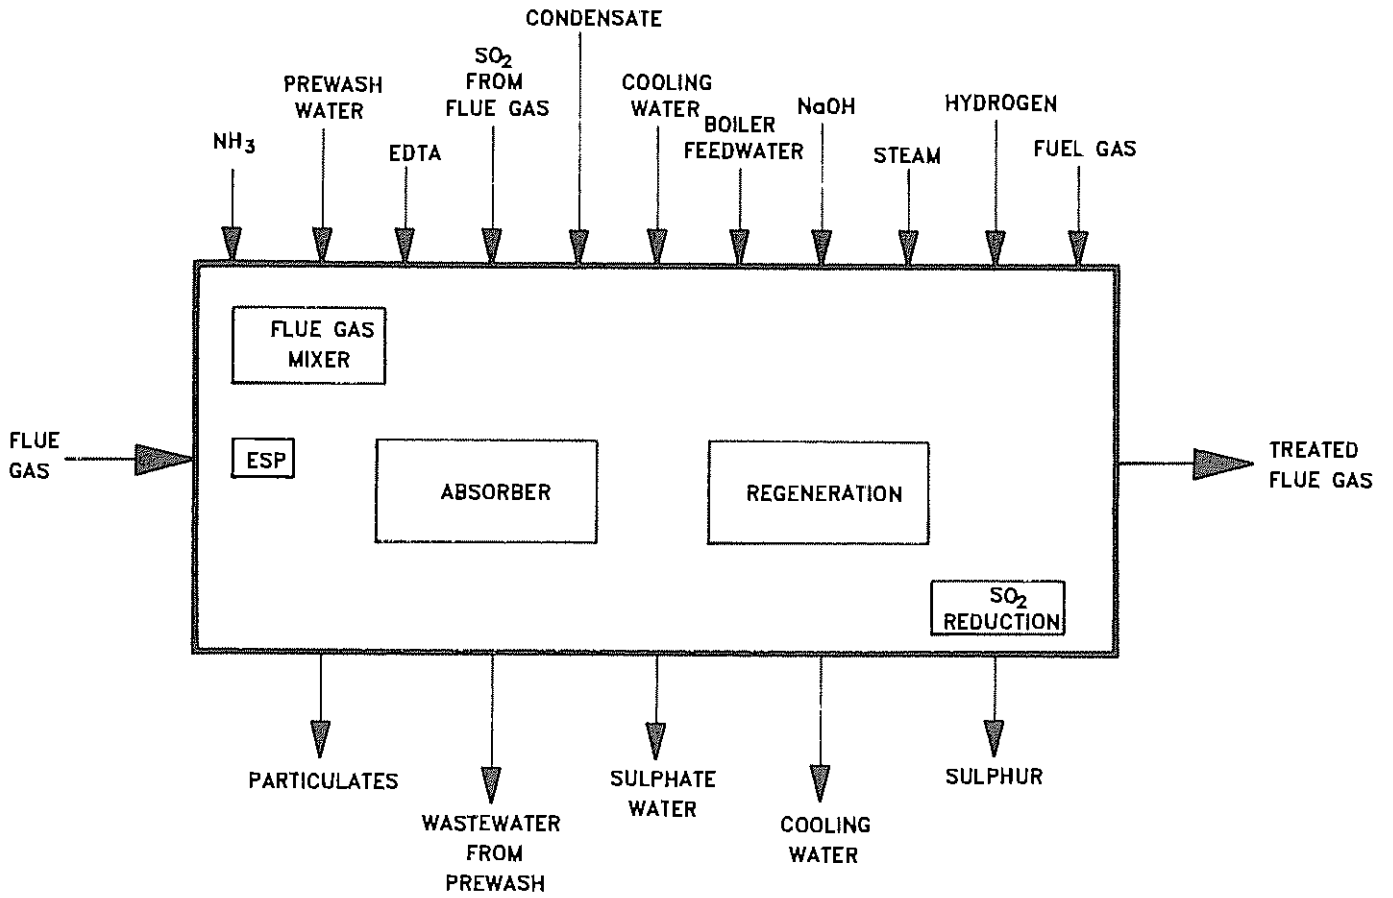 CONDENSATE
SO2
FROM
FLUE GAS
PREWASH
WATER
COOLING
WATER
NaOH
HYDROGEN
BOILER
FEEDWATER
NH3
EDTA
STEAM
FUEL GAS
FLUE GAS
MIXER
FLUE
GAS
ESP
ABSORBER
REGENERATION
TREATED
FLUE GAS
SO2
REDUCTION
PARTICULATES
WASTEWATER
FROM
PREWASH
SULPHATE
WATER
COOLING
WATER
SULPHUR